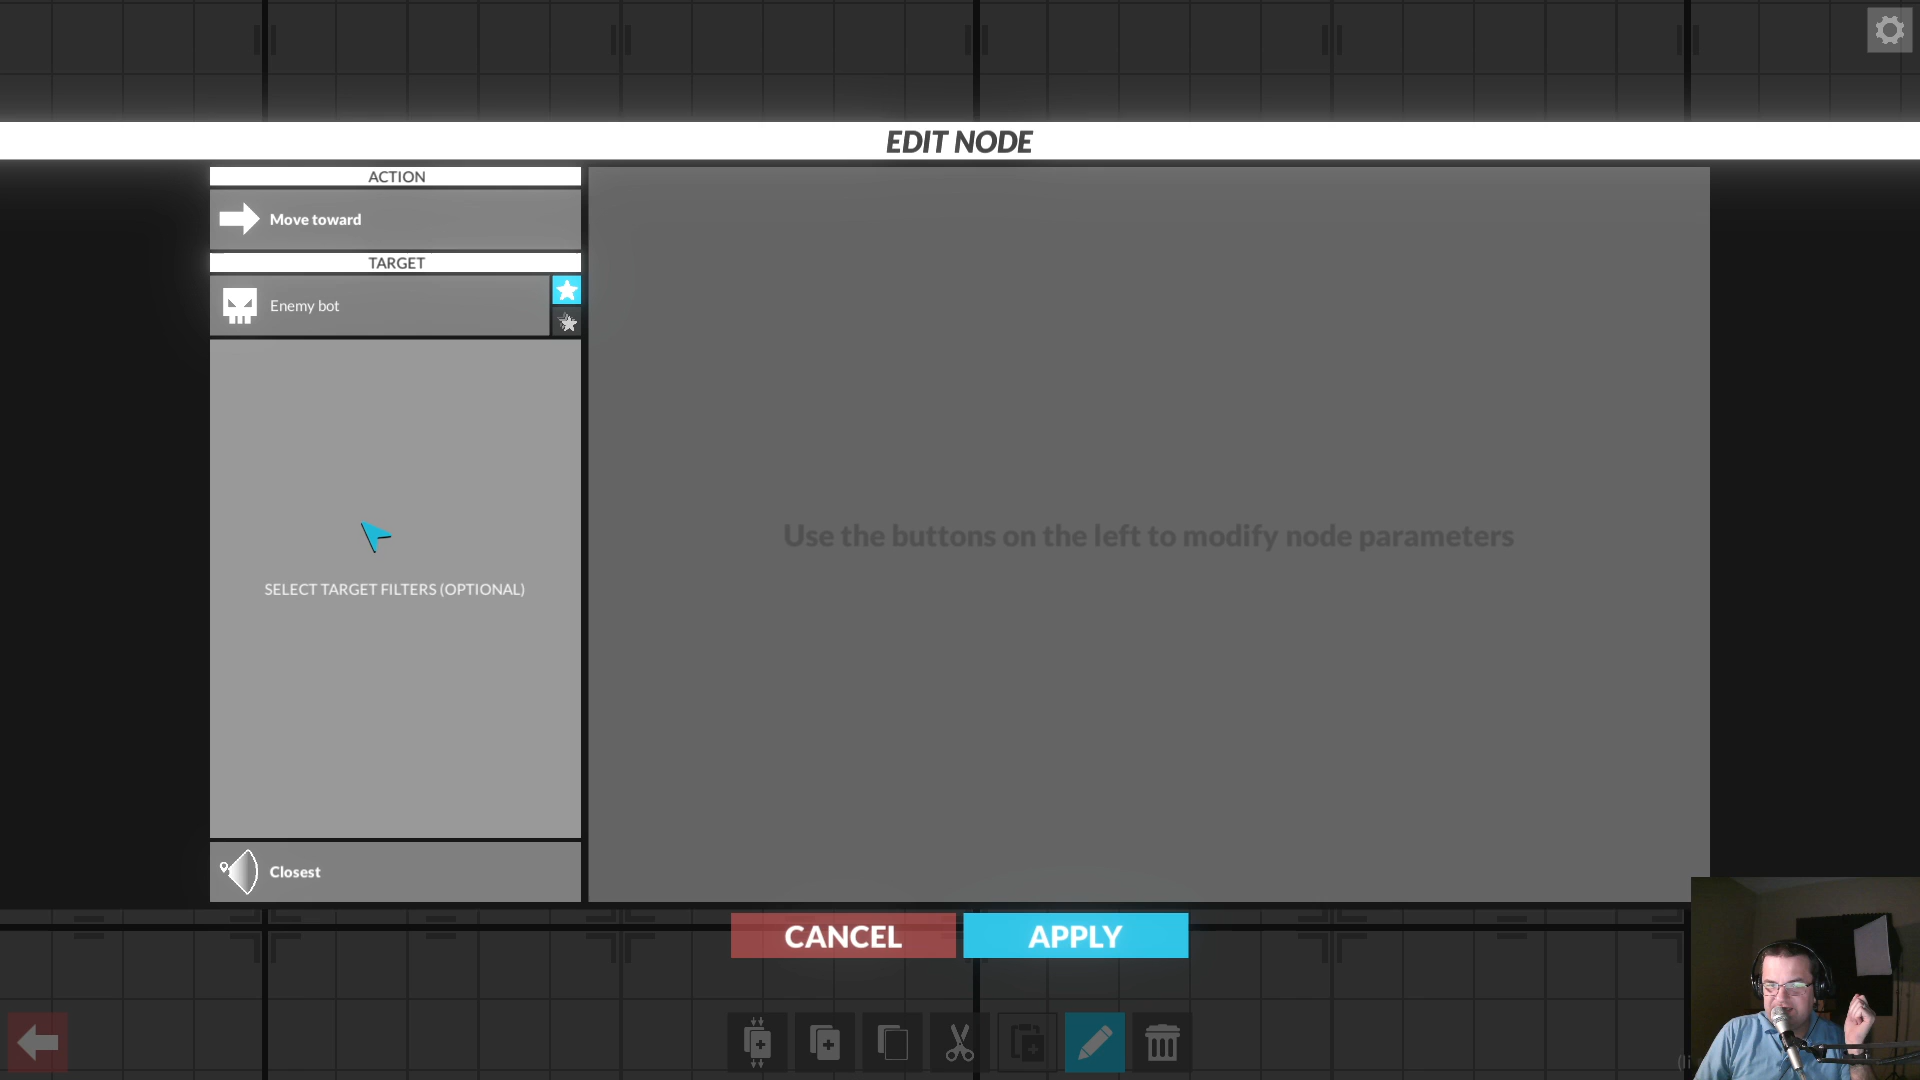 EDIT NODE
ACTION
Move toward
TARGET
Enemy bot
Use the buttons on the left to modify node parameters
SELECT TARGET FILTERS (OPTIONAL)
Closest
CANCEL
APPLY